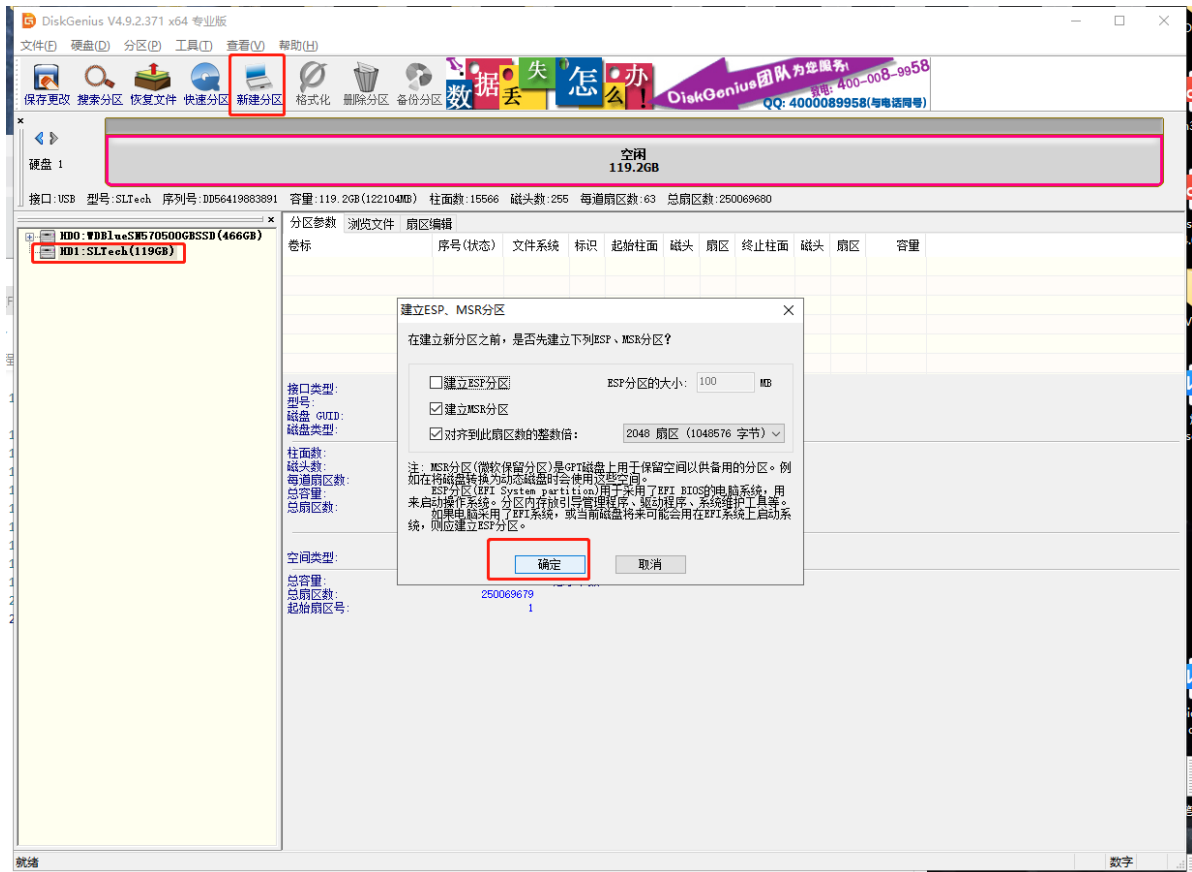 DiskGenius V4.9.2.371 x64 专业版
文件(F) 硬盘(D) 分区(P) 工具(T) 查看(V) 帮助(H)
保存更改 搜索分区 恢复文件 快速分区 新建分区 格式化 删除分区 备份分区
数据丢失怎么办!
DiskGenius团队为您服务!
致电: 400-008-9958
QQ: 4000089958(与电话同号)
硬盘 1
空闲
119.2GB
接口:USB 型号:SLTech 序列号:DD56419883891 容量:119.2GB(122104MB) 柱面数:15566 磁头数:255 每道扇区数:63 总扇区数:250069680
HD0:WDBlueSN570500GBSSD(466GB)
HD1:SLTech(119GB)
分区参数 浏览文件 扇区编辑
卷标 序号(状态) 文件系统 标识 起始柱面 磁头 扇区 终止柱面 磁头 扇区 容量
接口类型:
型号:
磁盘 GUID:
磁盘类型:
柱面数:
磁头数:
每道扇区数:
总容量:
总扇区数:
空间类型:
总容量:
总扇区数: 250069679
起始扇区号: 1
建立ESP、MSR分区
在建立新分区之前,是否先建立下列ESP、MSR分区?
建立ESP分区 ESP分区的大小: 100 MB
建立MSR分区
对齐到此扇区数的整数倍: 2048 扇区 (1048576 字节)
注: MSR分区(微软保留分区)是GPT磁盘上用于保留空间以供备用的分区。例
如在将磁盘转换为动态磁盘时会使用这些空间。
ESP分区(EFI System partition)用于采用了EFI BIOS的电脑系统,用
来启动操作系统。分区内存放引导管理程序、驱动程序、系统维护工具等。
如果电脑采用了EFI系统,或当前磁盘将来可能会用在EFI系统上启动系
统,则应建立ESP分区。
确定 取消
就绪 数字